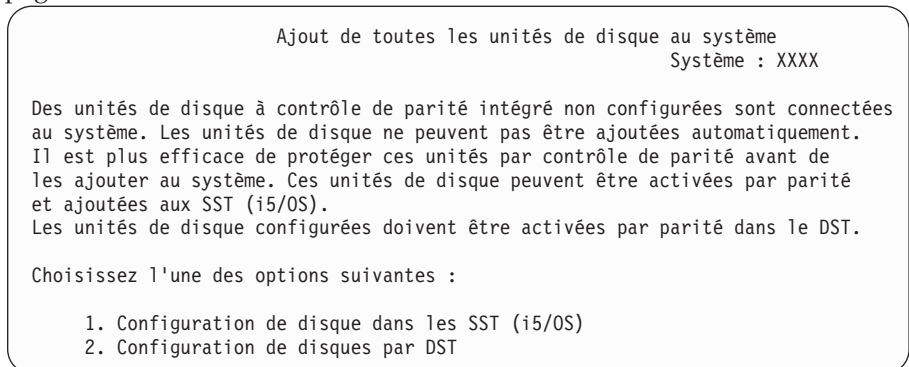 Ajout de toutes les unités de disque au système
Système : XXXX
Des unités de disque à contrôle de parité intégré non configurées sont connectées
au système. Les unités de disque ne peuvent pas être ajoutées automatiquement.
Il est plus efficace de protéger ces unités par contrôle de parité avant de
les ajouter au système. Ces unités de disque peuvent être activées par parité
et ajoutées aux SST (i5/OS).
Les unités de disque configurées doivent être activées par parité dans le DST.
Choisissez l'une des options suivantes :
1. Configuration de disque dans les SST (i5/OS)
2. Configuration de disques par DST